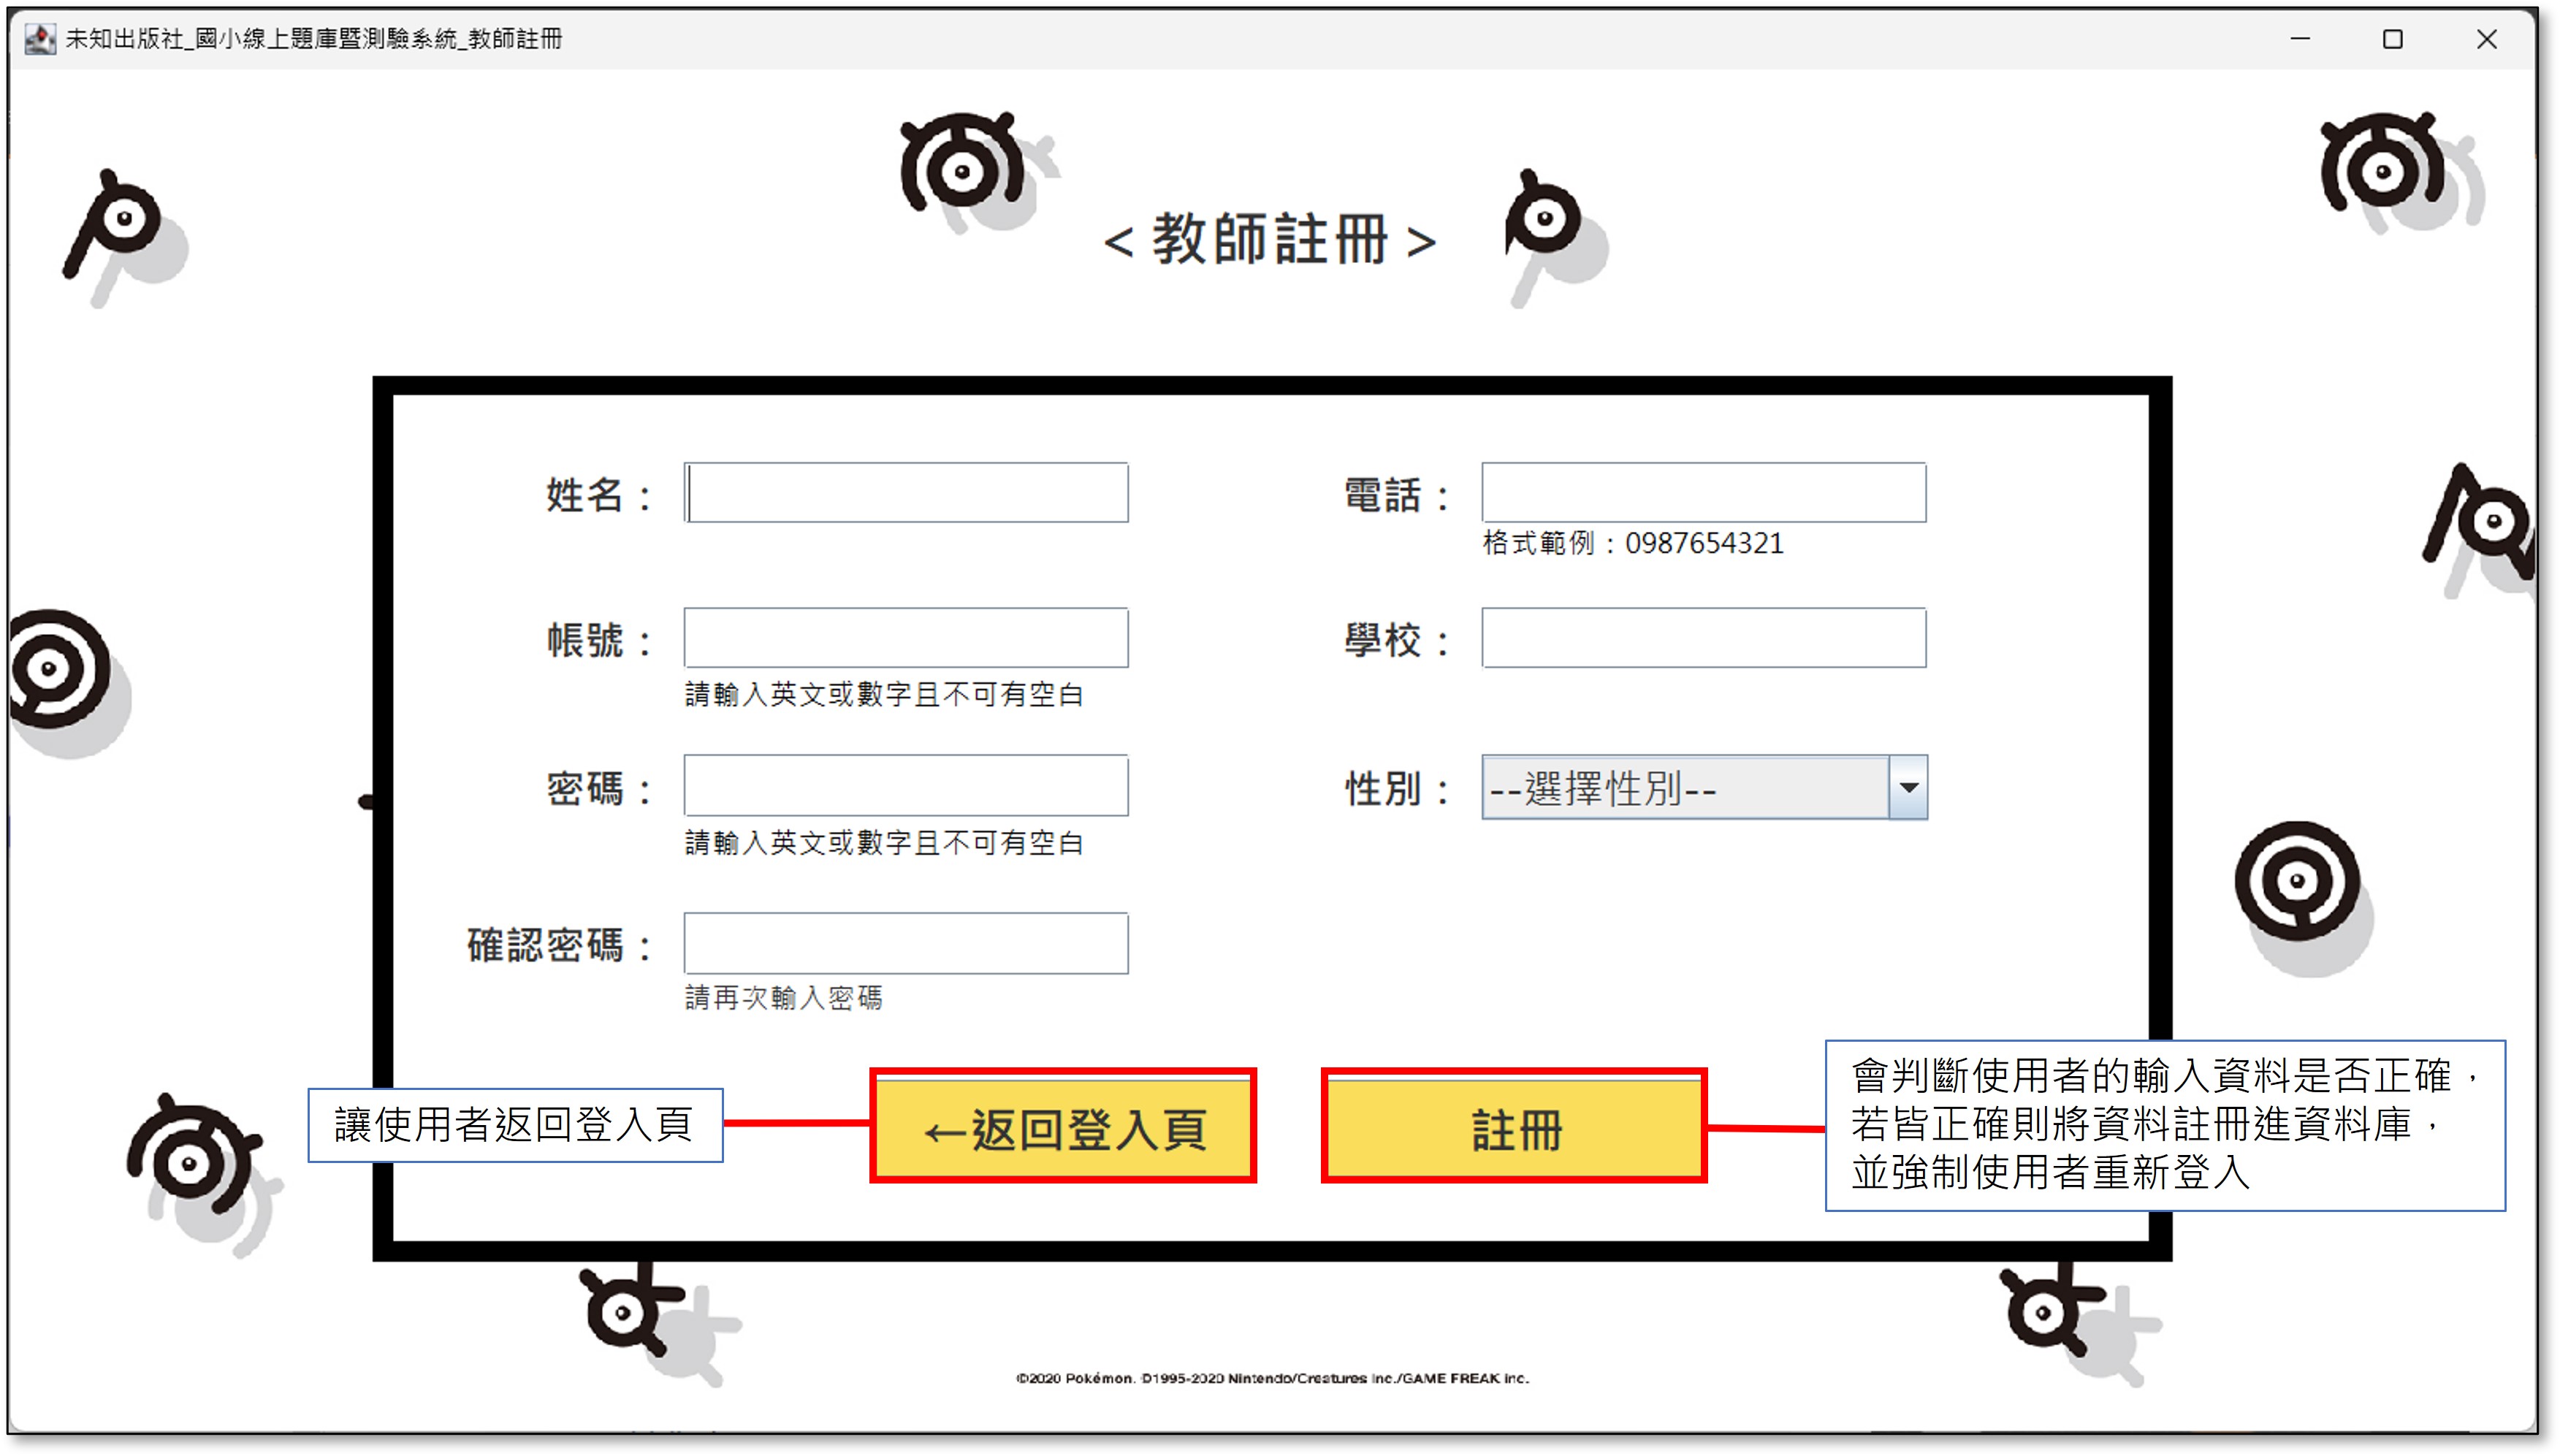 未知出版社_國小線上題庫暨測驗系統_教師註冊
<教師註冊>
姓名：
電話：
格式範例：0987654321
帳號：
學校：
請輸入英文或數字且不可有空白
密碼：
性別：
--選擇性別--
請輸入英文或數字且不可有空白
確認密碼：
請再次輸入密碼
讓使用者返回登入頁
←返回登入頁
註冊
會判斷使用者的輸入資料是否正確，
若皆正確則將資料註冊進資料庫，
並強制使用者重新登入
©2020 Pokémon. ©1995-2020 Nintendo/Creatures Inc./GAME FREAK inc.